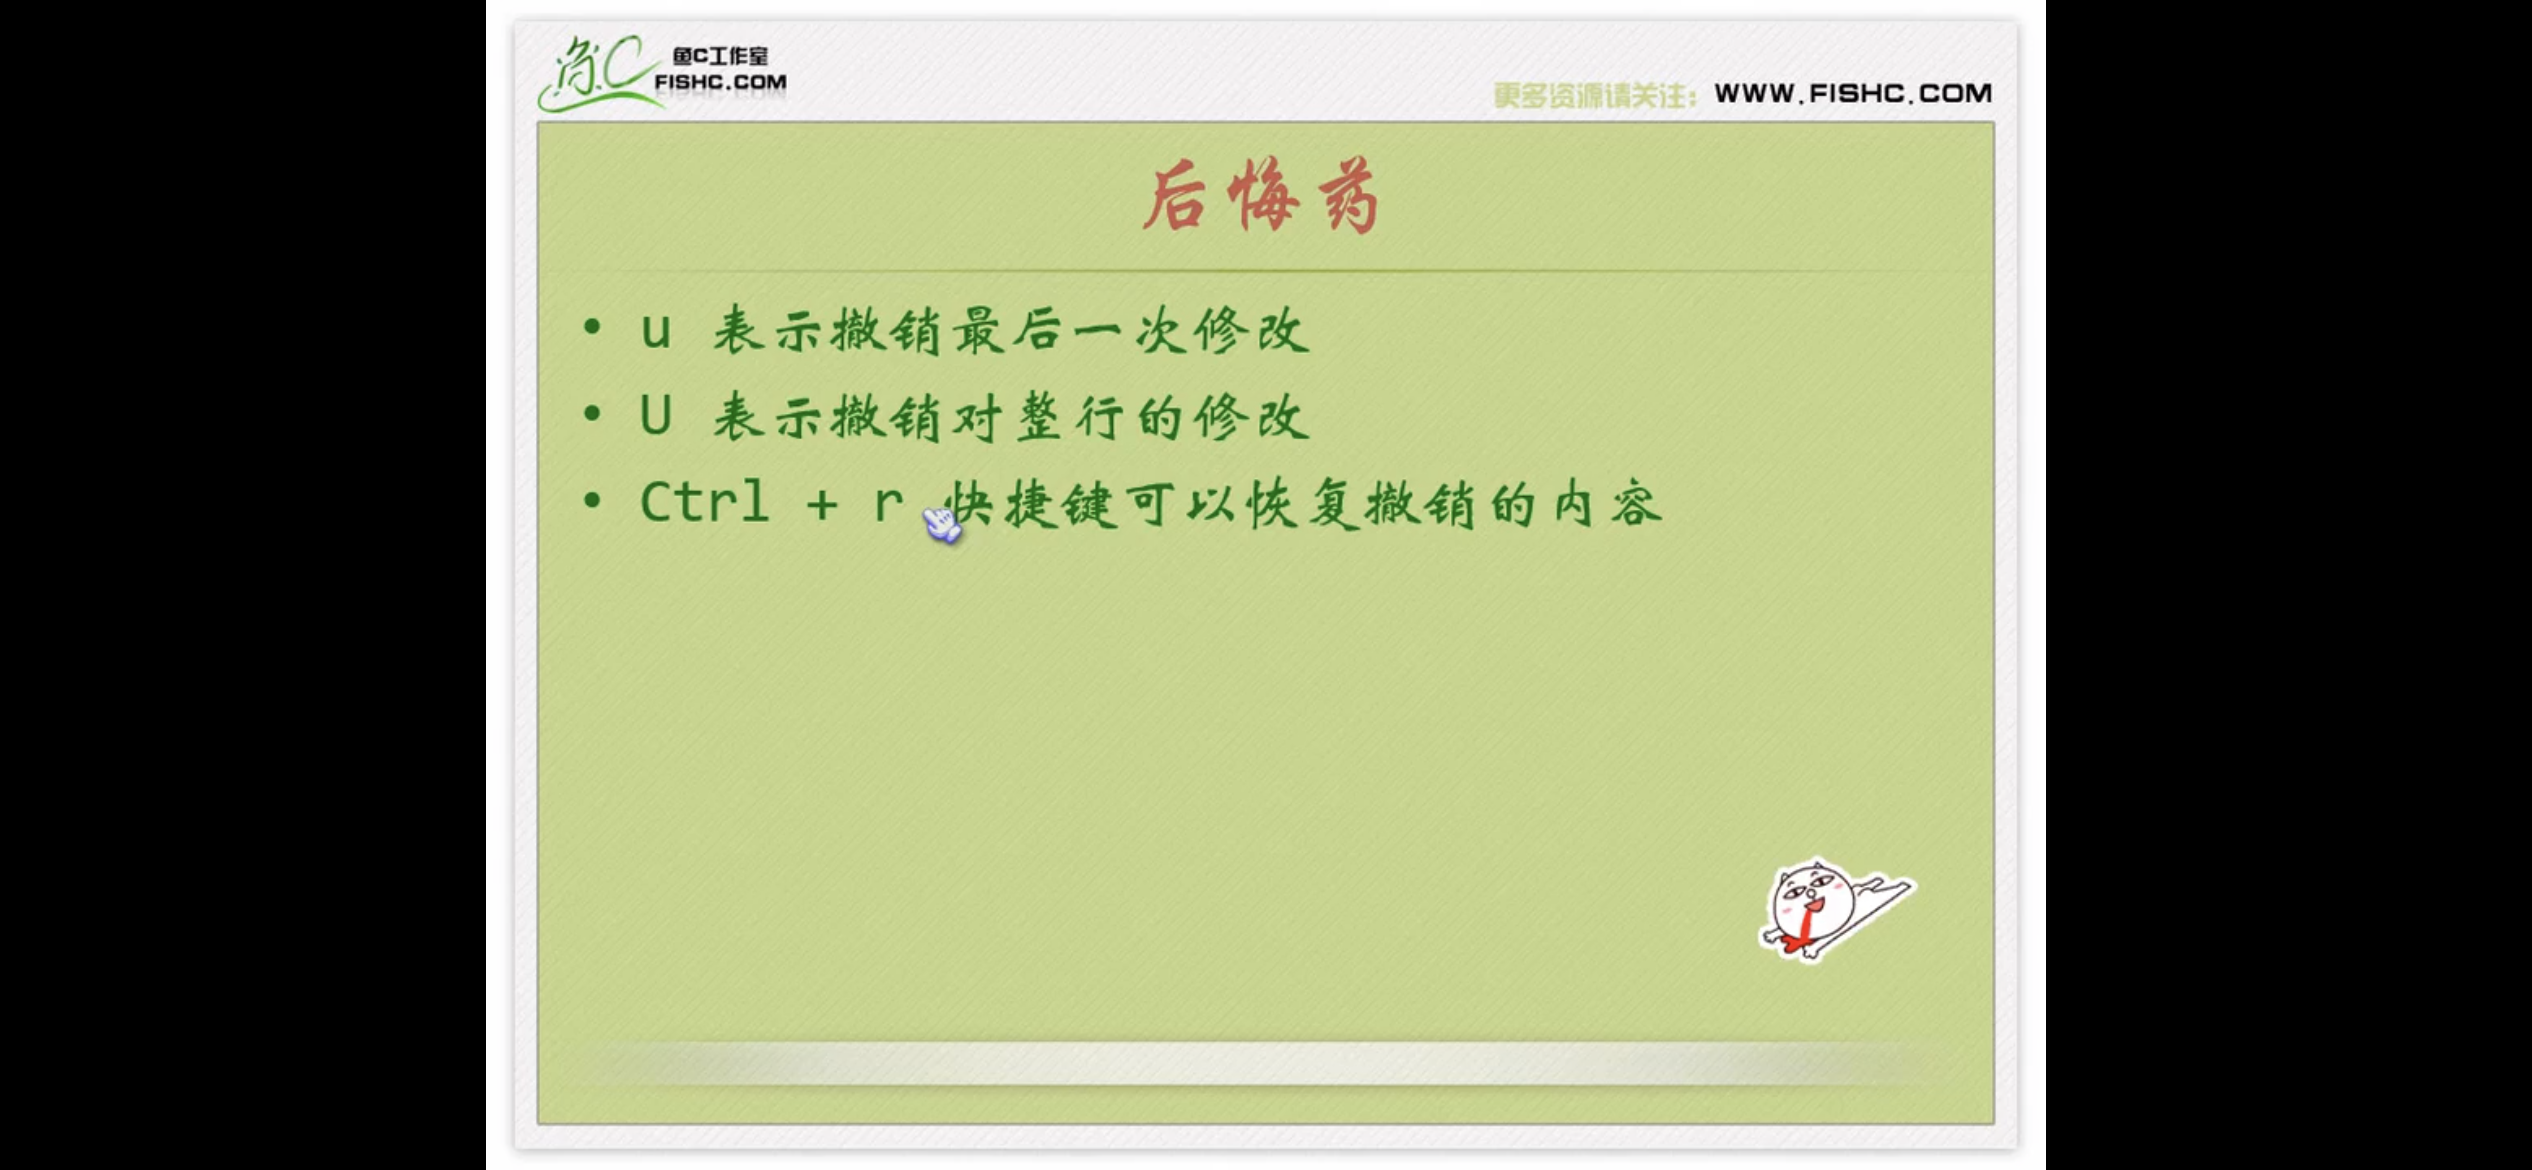 鱼C
鱼C工作室
FISHC.COM
更多资源请关注: WWW.FISHC.COM
后悔药
• u 表示撤销最后一次修改
• U 表示撤销对整行的修改
• Ctrl + r 快捷键可以恢复撤销的内容